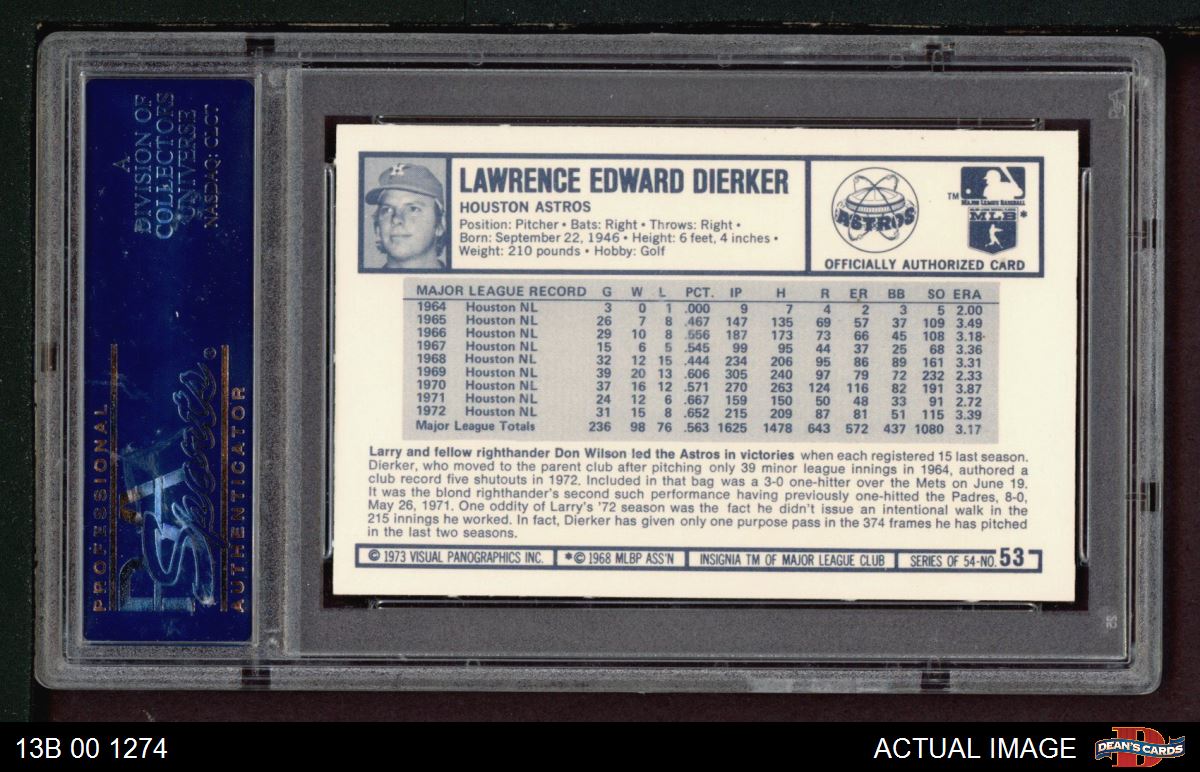 A
DIVISION OF
COLLECTORS
UNIVERSE
NASDAQ: CLCT
PROFESSIONAL
PSA
Sports®
AUTHENTICATOR
H
LAWRENCE EDWARD DIERKER
HOUSTON ASTROS
Position: Pitcher • Bats: Right • Throws: Right •
Born: September 22, 1946 • Height: 6 feet, 4 inches •
Weight: 210 pounds • Hobby: Golf
ASTROS
TM
MAJOR LEAGUE BASEBALL
MLB*
OFFICIALLY AUTHORIZED CARD
MAJOR LEAGUE RECORD G W L PCT. IP H R ER BB SO ERA
1964 Houston NL 3 0 1 .000 9 7 4 2 3 5 2.00
1965 Houston NL 26 7 8 .467 147 135 69 57 37 109 3.49
1966 Houston NL 29 10 8 .556 187 173 73 66 45 108 3.18
1967 Houston NL 15 6 5 .545 99 95 44 37 25 68 3.36
1968 Houston NL 32 12 15 .444 234 206 95 86 89 161 3.31
1969 Houston NL 39 20 13 .606 305 240 97 79 72 232 2.33
1970 Houston NL 37 16 12 .571 270 263 124 116 82 191 3.87
1971 Houston NL 24 12 6 .667 159 150 50 48 33 91 2.72
1972 Houston NL 31 15 8 .652 215 209 87 81 51 115 3.39
Major League Totals 236 98 76 .563 1625 1478 643 572 437 1080 3.17
Larry and fellow righthander Don Wilson led the Astros in victories when each registered 15 last season.
Dierker, who moved to the parent club after pitching only 39 minor league innings in 1964, authored a
club record five shutouts in 1972. Included in that bag was a 3-0 one-hitter over the Mets on June 19.
It was the blond righthander's second such performance having previously one-hitted the Padres, 8-0,
May 26, 1971. One oddity of Larry's '72 season was the fact he didn't issue an intentional walk in the
215 innings he worked. In fact, Dierker has given only one purpose pass in the 374 frames he has pitched
in the last two seasons.
© 1973 VISUAL PANOGRAPHICS INC. *© 1968 MLBP ASS'N INSIGNIA TM OF MAJOR LEAGUE CLUB SERIES OF 54-NO. 53
13B 00 1274
ACTUAL IMAGE
DEAN'S CARDS